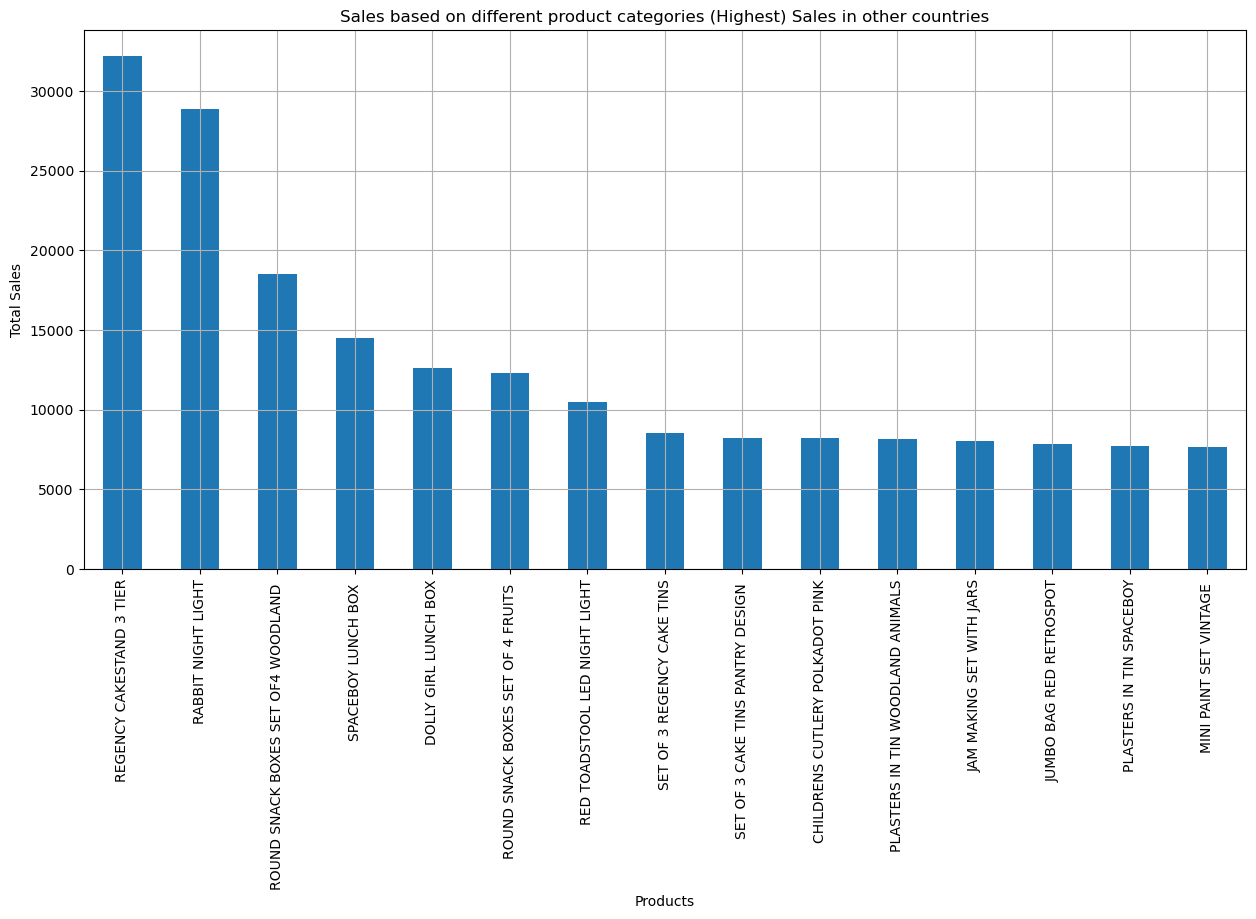 Sales based on different product categories (Highest) Sales in other countries
Total Sales
30000
25000
20000
15000
10000
5000
0
REGENCY CAKESTAND 3 TIER
RABBIT NIGHT LIGHT
ROUND SNACK BOXES SET OF4 WOODLAND
SPACEBOY LUNCH BOX
DOLLY GIRL LUNCH BOX
ROUND SNACK BOXES SET OF 4 FRUITS
RED TOADSTOOL LED NIGHT LIGHT
SET OF 3 REGENCY CAKE TINS
SET OF 3 CAKE TINS PANTRY DESIGN
CHILDRENS CUTLERY POLKADOT PINK
PLASTERS IN TIN WOODLAND ANIMALS
JAM MAKING SET WITH JARS
JUMBO BAG RED RETROSPOT
PLASTERS IN TIN SPACEBOY
MINI PAINT SET VINTAGE
Products